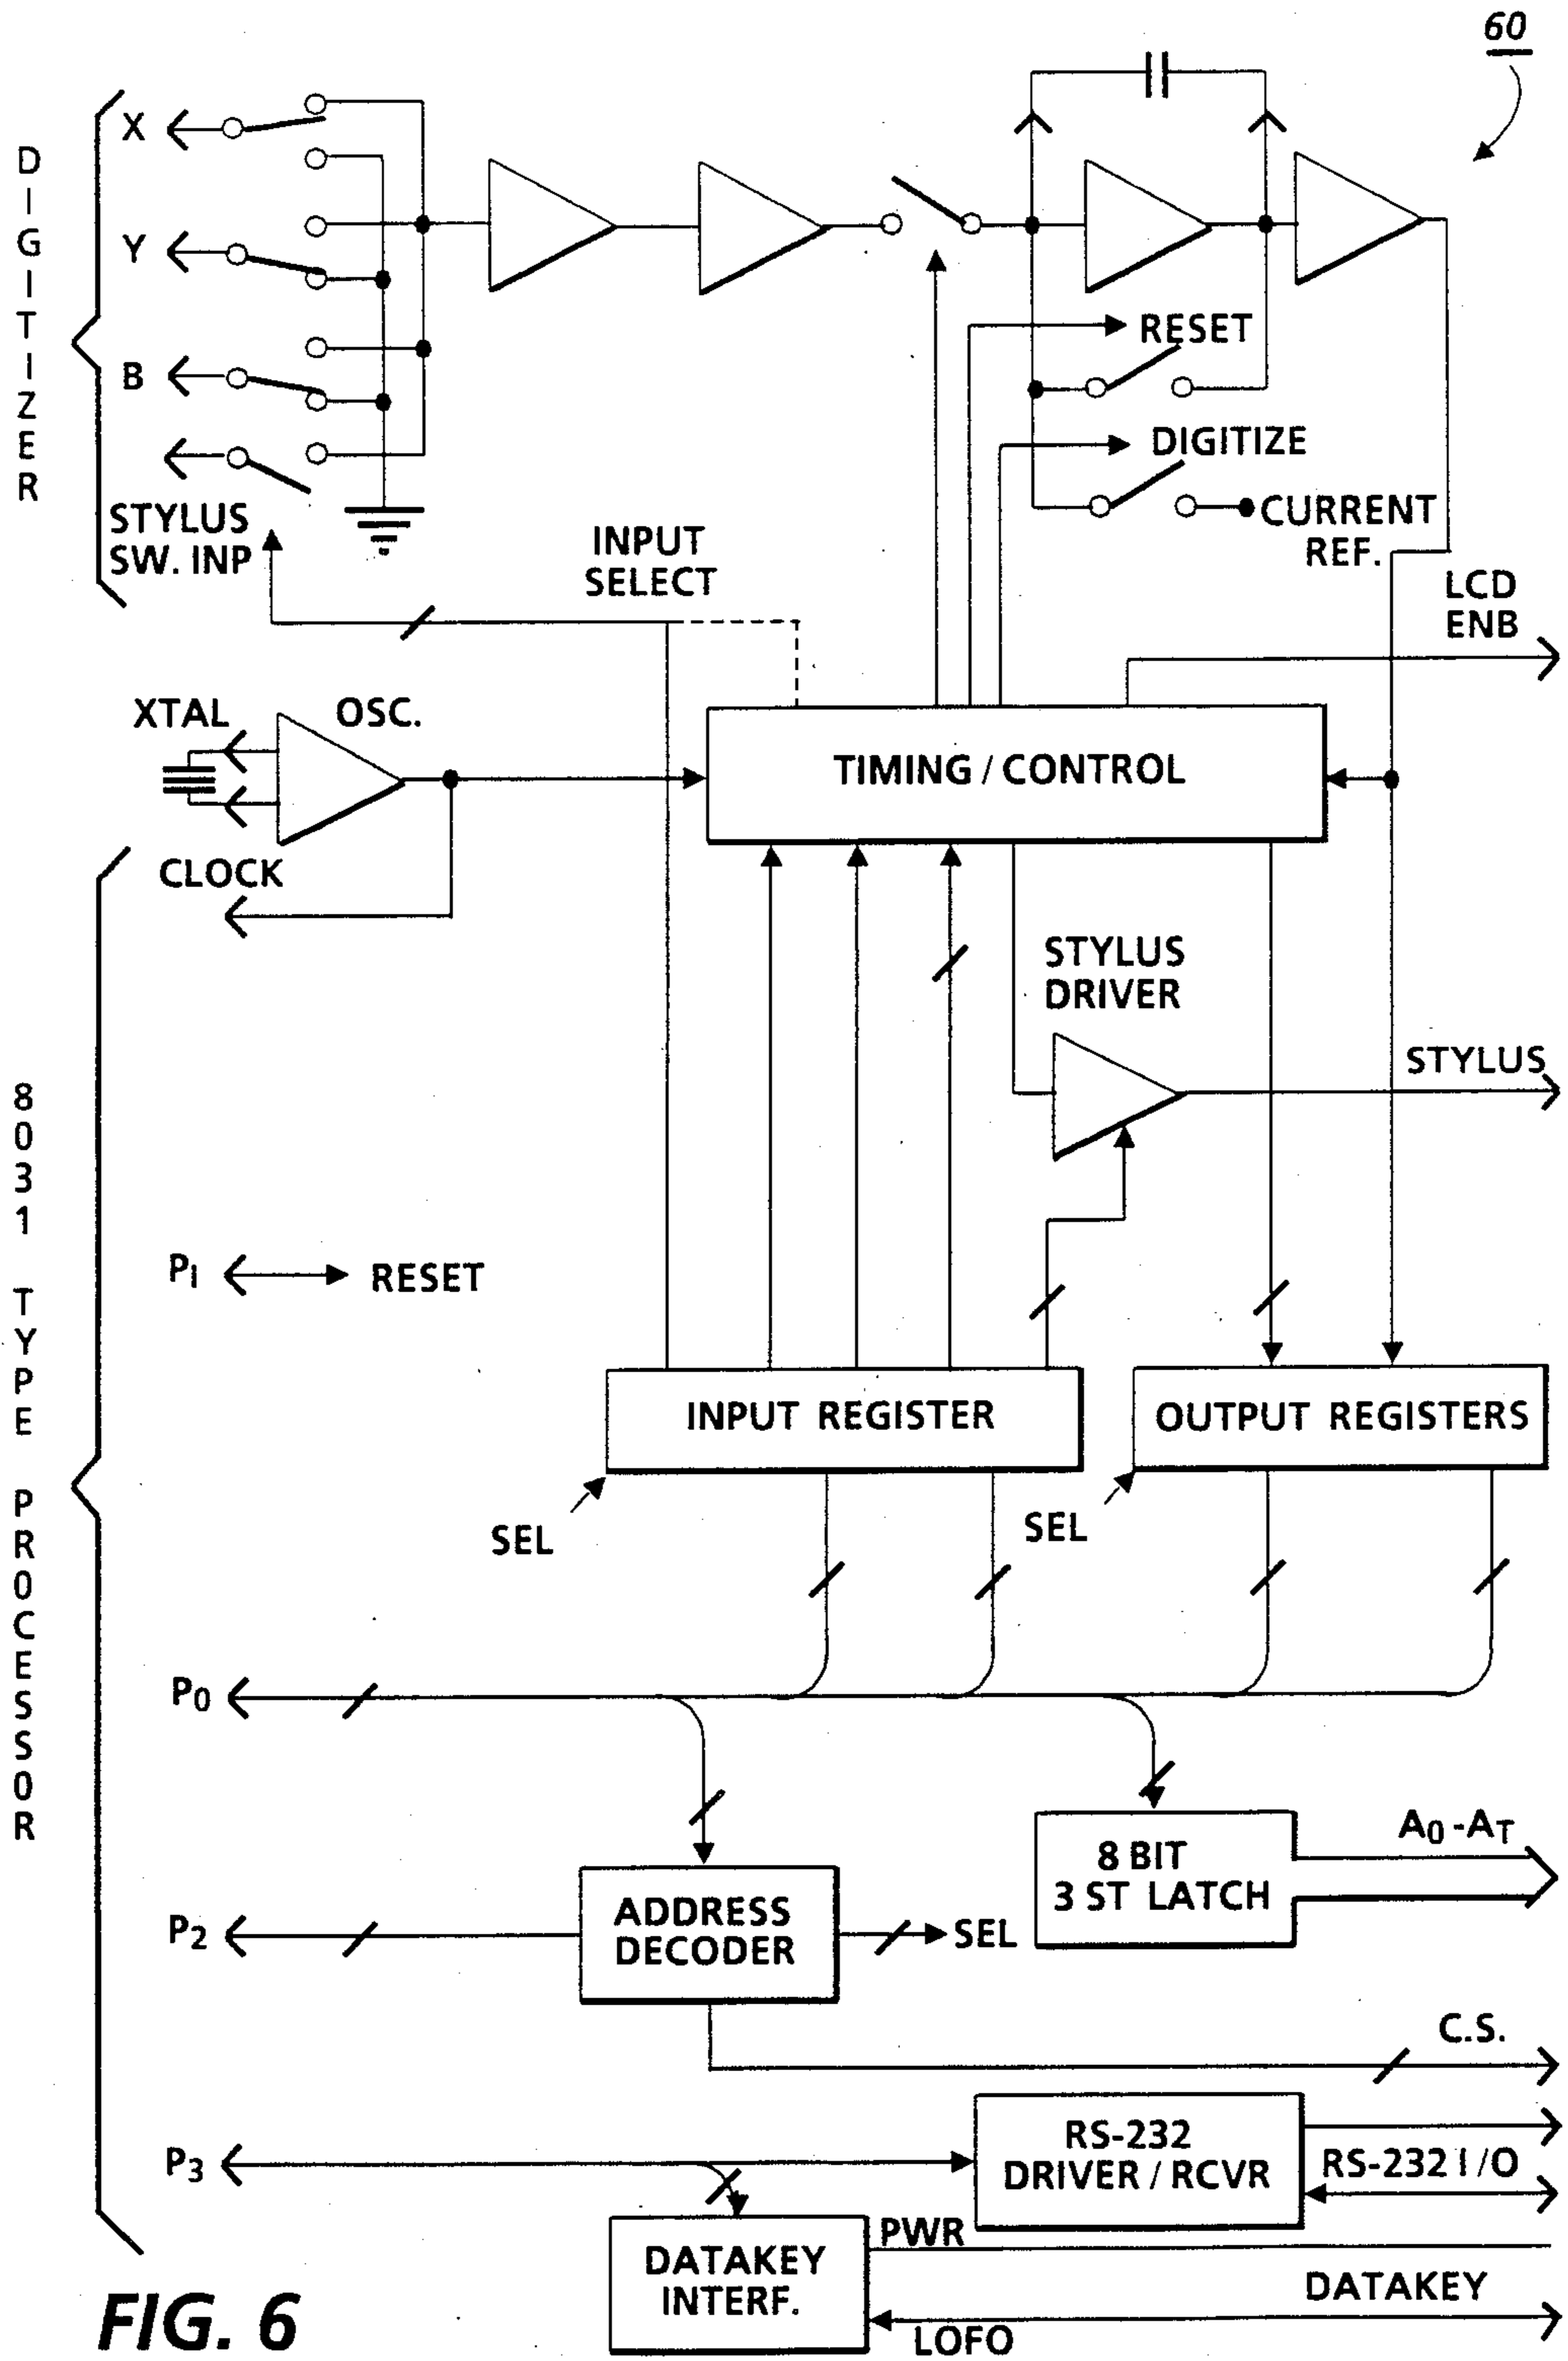 60
DIGITIZER
X
Y
B
STYLUS
SW. INP
RESET
DIGITIZE
CURRENT
REF.
INPUT
SELECT
LCD
ENB
XTAL
OSC.
TIMING / CONTROL
CLOCK
STYLUS
DRIVER
STYLUS
8031 TYPE PROCESSOR
P1
RESET
INPUT REGISTER
OUTPUT REGISTERS
SEL
SEL
P0
8 BIT
3 ST LATCH
A0 - AT
P2
ADDRESS
DECODER
SEL
C.S.
P3
RS-232
DRIVER / RCVR
RS-232 I/O
DATAKEY
INTERF.
PWR
DATAKEY
LOFO
FIG. 6